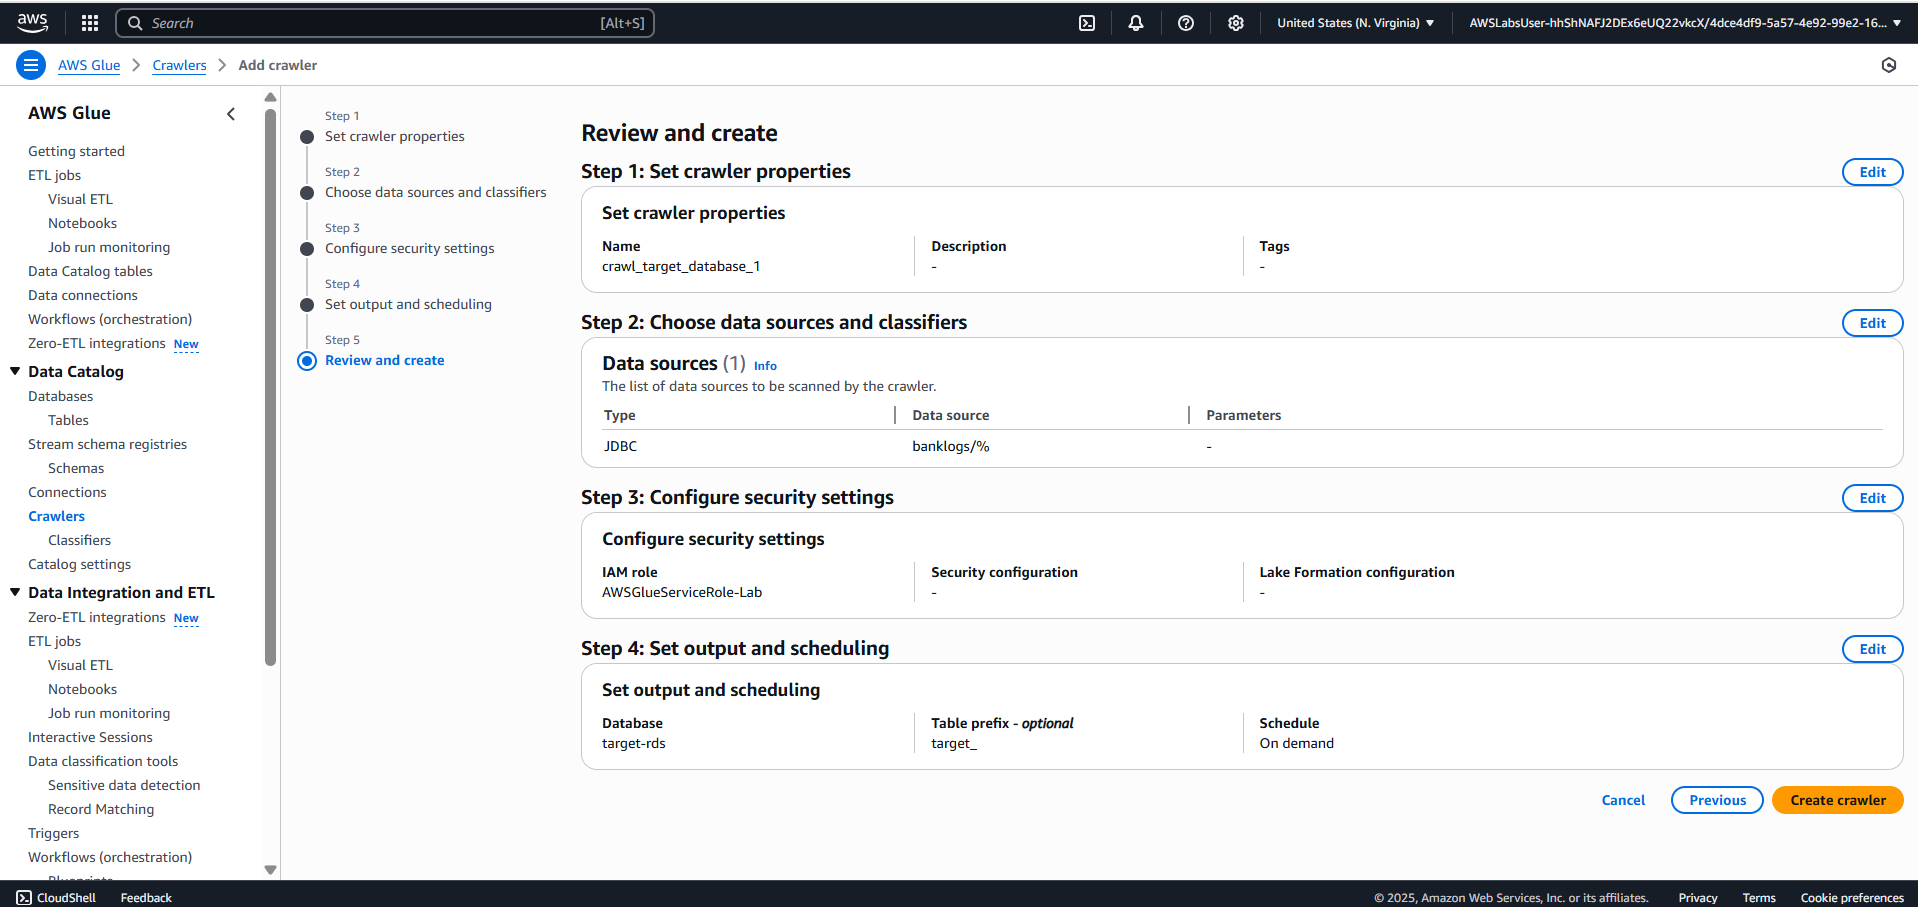 aws
Search [Alt+S]
United States (N. Virginia)
AWSLabsUser-hhShNAFJ2DEx6eUQ22vkcX/4dce4df9-5a57-4e92-99e2-16...
AWS Glue > Crawlers > Add crawler
AWS Glue
Getting started
ETL jobs
Visual ETL
Notebooks
Job run monitoring
Data Catalog tables
Data connections
Workflows (orchestration)
Zero-ETL integrations New
Data Catalog
Databases
Tables
Stream schema registries
Schemas
Connections
Crawlers
Classifiers
Catalog settings
Data Integration and ETL
Zero-ETL integrations New
ETL jobs
Visual ETL
Notebooks
Job run monitoring
Interactive Sessions
Data classification tools
Sensitive data detection
Record Matching
Triggers
Workflows (orchestration)
Blueprints
Step 1
Set crawler properties
Step 2
Choose data sources and classifiers
Step 3
Configure security settings
Step 4
Set output and scheduling
Step 5
Review and create
Review and create
Step 1: Set crawler properties Edit
Set crawler properties
Name Description Tags
crawl_target_database_1 - -
Step 2: Choose data sources and classifiers Edit
Data sources (1) Info
The list of data sources to be scanned by the crawler.
Type Data source Parameters
JDBC banklogs/% -
Step 3: Configure security settings Edit
Configure security settings
IAM role Security configuration Lake Formation configuration
AWSGlueServiceRole-Lab - -
Step 4: Set output and scheduling Edit
Set output and scheduling
Database Table prefix - optional Schedule
target-rds target_ On demand
Cancel Previous Create crawler
CloudShell Feedback © 2025, Amazon Web Services, Inc. or its affiliates. Privacy Terms Cookie preferences